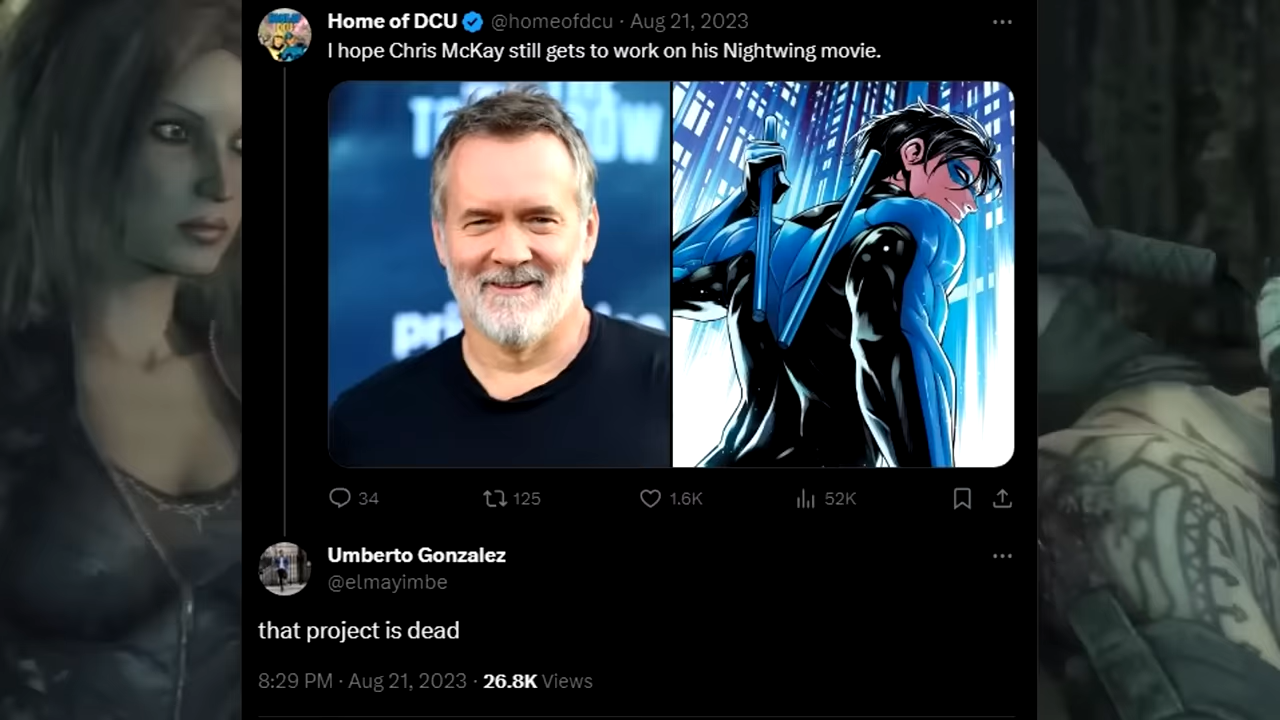 Home of DCU @homeofdcu · Aug 21, 2023
I hope Chris McKay still gets to work on his Nightwing movie.
34 125 1.6K 52K
Umberto Gonzalez
@elmayimbe
that project is dead
8:29 PM · Aug 21, 2023 · 26.8K Views